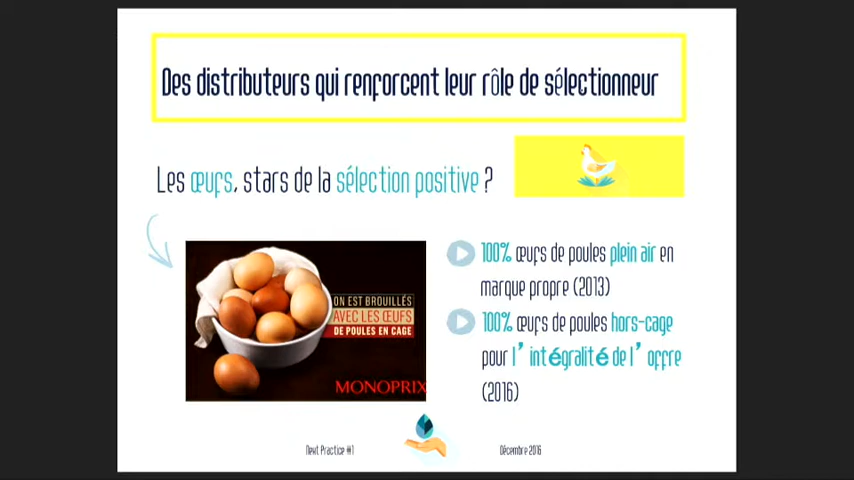 Des distributeurs qui renforcent leur rôle de sélectionneur
Les œufs, stars de la sélection positive ?
ON EST BROUILLÉS
AVEC LES ŒUFS
DE POULES EN CAGE
MONOPRIX
100% œufs de poules plein air en
marque propre (2013)
100% œufs de poules hors-cage
pour l’intégralité de l’offre
(2016)
Next Practice #1
Décembre 2016